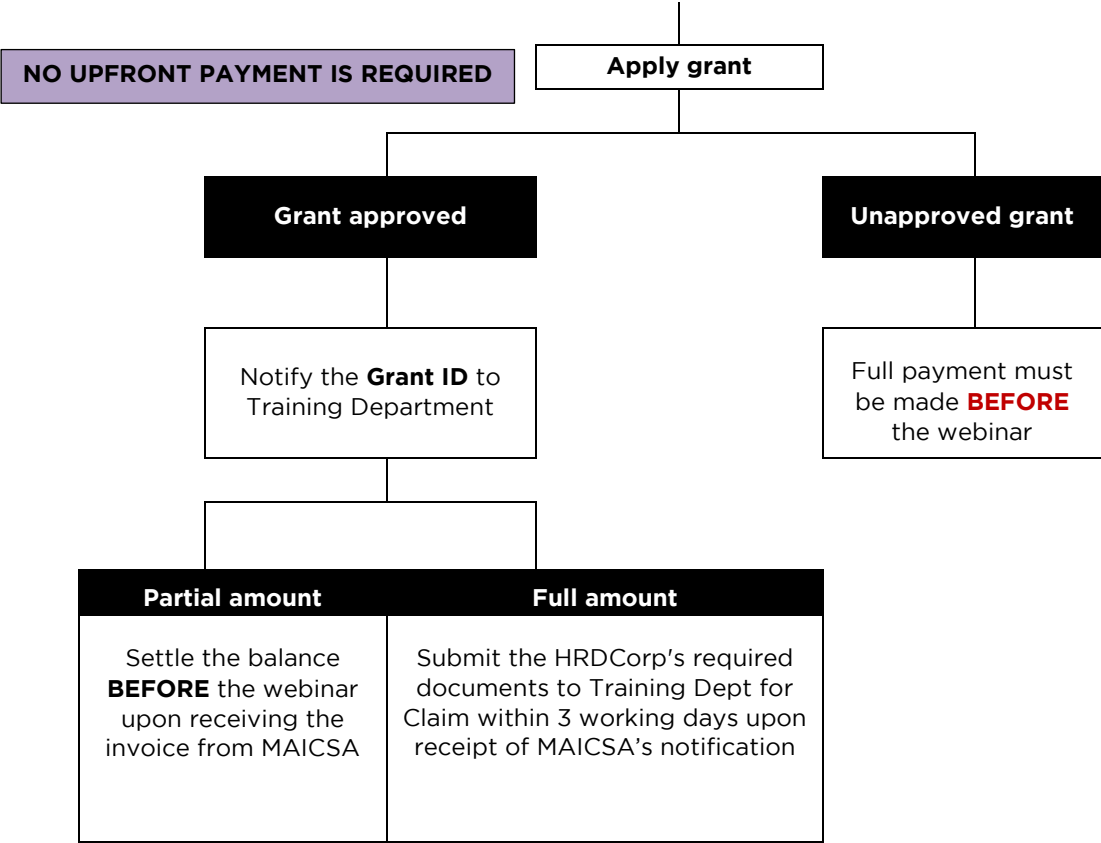 NO UPFRONT PAYMENT IS REQUIRED
Apply grant
Grant approved
Unapproved grant
Notify the Grant ID to
Training Department
Full payment must
be made BEFORE
the webinar
Partial amount
Full amount
Settle the balance
BEFORE the webinar
upon receiving the
invoice from MAICSA
Submit the HRDCorp's required
documents to Training Dept for
Claim within 3 working days upon
receipt of MAICSA’s notification